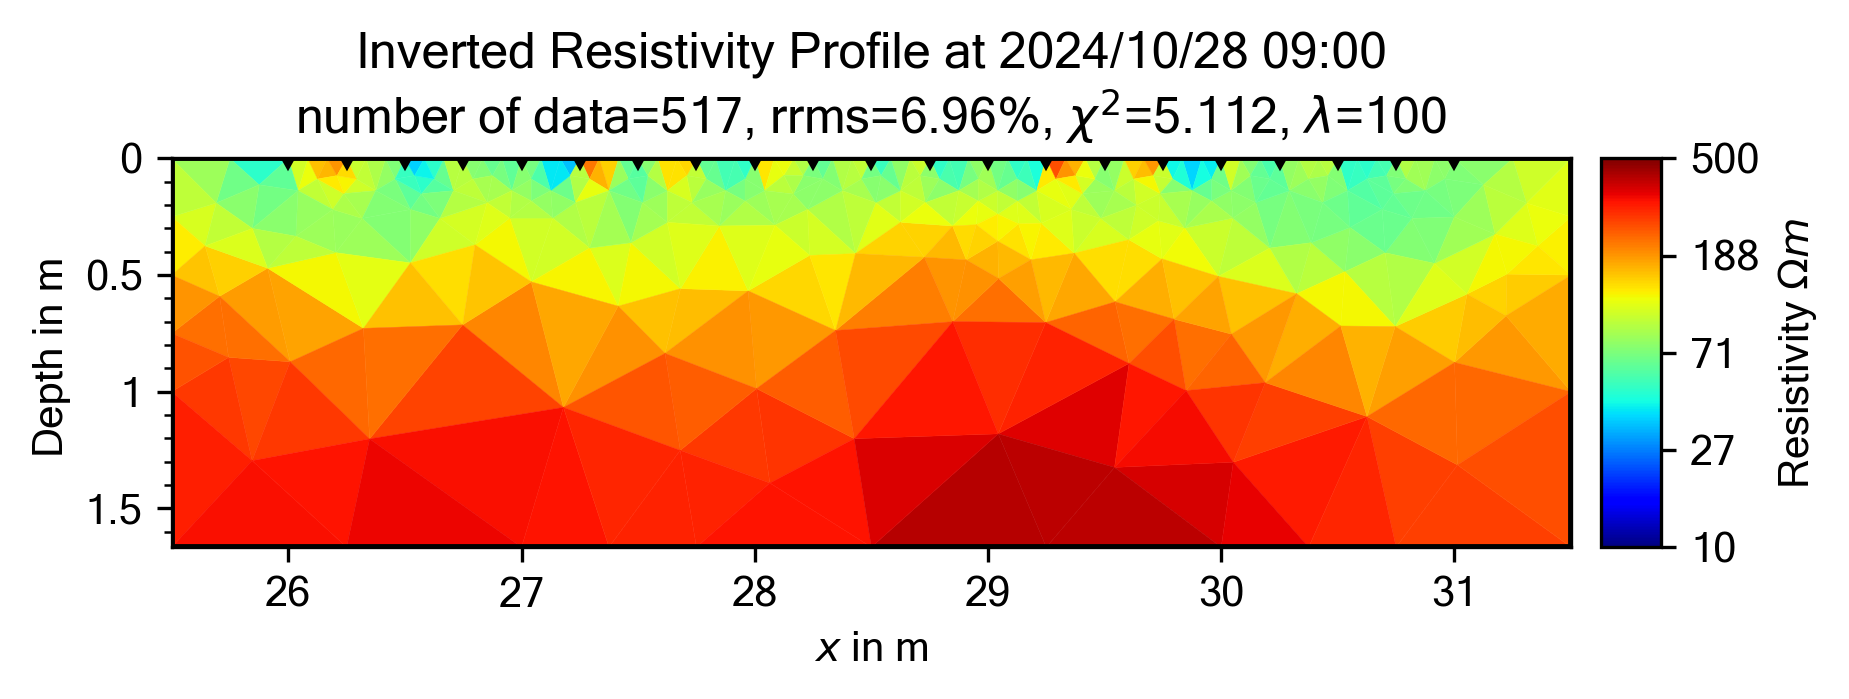 Inverted Resistivity Profile at 2024/10/28 09:00
number of data=517, rrms=6.96%, χ²=5.112, λ=100
0
0.5
1
1.5
Depth in m
26 27 28 29 30 31
x in m
500
188
71
27
10
Resistivity Ωm